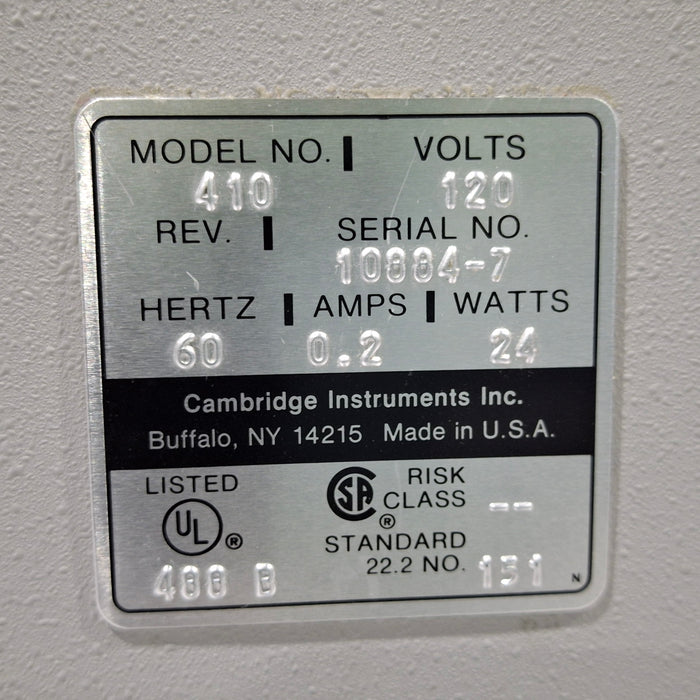 MODEL NO. VOLTS
410 120
REV. SERIAL NO.
10884-7
HERTZ AMPS WATTS
60 0.2 24
Cambridge Instruments Inc.
Buffalo, NY 14215 Made in U.S.A.
LISTED
UL ®
488 B
SA ®
RISK
CLASS --
STANDARD
22.2 NO. 151
N